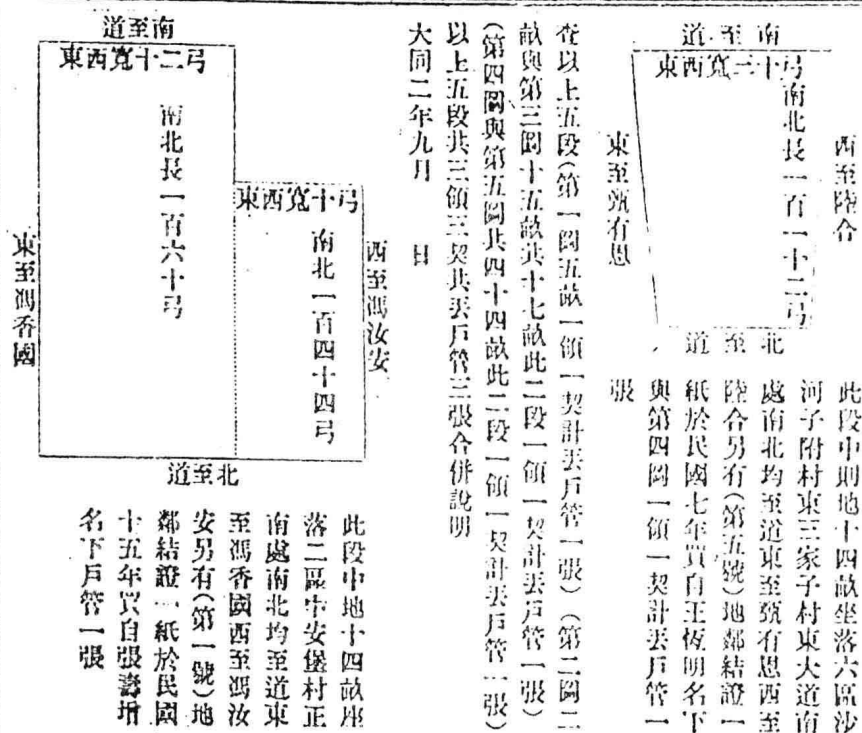 道至南
東西寬二十弓
南北長一百一十二弓
西至陸合
東至甄有思
道至北
此段中則地十四畝坐落六區沙
河子附村東三家子村東大道南
處南北均至道東至甄有思西至
陸合另有(第五號)地鄰結證一
紙於民國七年買自王恆明名下
與第四圖一領一契計丟戶管一
張
查以上五段(第一圖五畝一領一契計丟戶管一張)(第二圖二
畝與第三圖十五畝共十七畝此二段一領一契計丟戶管一張)
(第四圖與第五圖共四十四畝此二段一領一契計丟戶管一張)
以上五段共三領三契共丟戶管三張合併說明
大同二年九月 日
道至南
東西寬十二弓
南北長一百六十弓
東西寬十弓
南北一百四十四弓
西至馮汝安
東至馮香國
道至北
此段中地十四畝座
落二區中安堡村正
南處南北均至道東
至馮香國西至馮汝
安另有(第一號)地
鄰結證一紙於民國
十五年買自張壽增
名下戶管一張